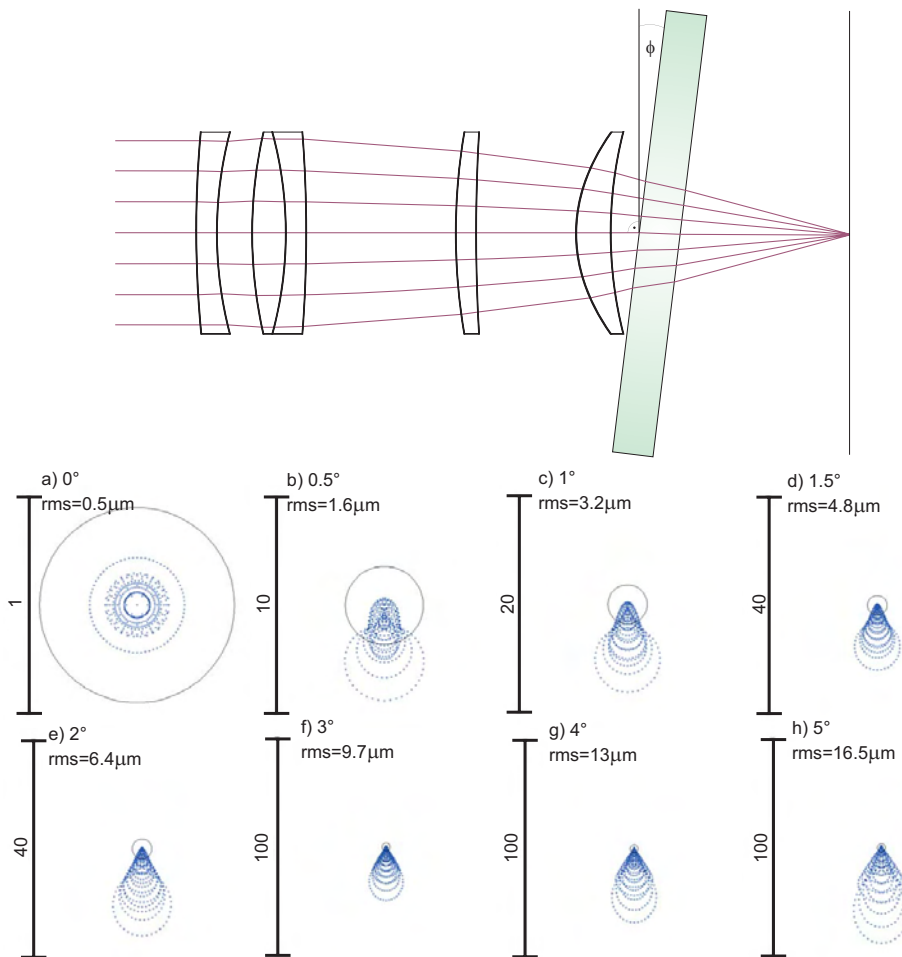 ϕ
a) 0°
rms=0.5μm
1
b) 0.5°
rms=1.6μm
10
c) 1°
rms=3.2μm
20
d) 1.5°
rms=4.8μm
40
e) 2°
rms=6.4μm
40
f) 3°
rms=9.7μm
100
g) 4°
rms=13μm
100
h) 5°
rms=16.5μm
100